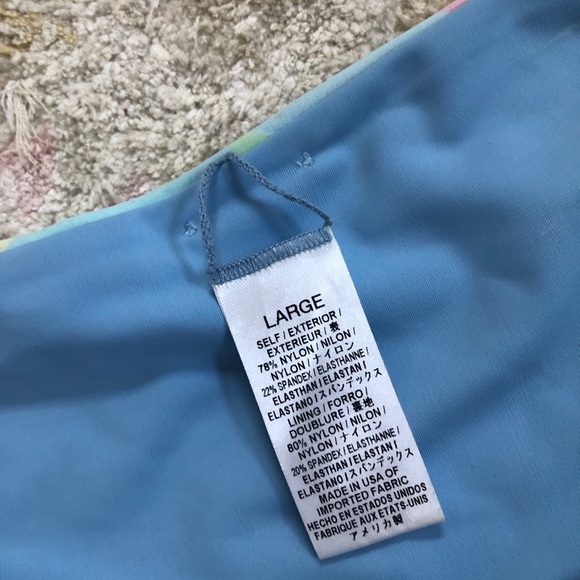 LARGE
SELF / EXTERIOR /
EXTERIEUR / 表
78% NYLON / NILON /
NYLON / ナイロン
22% SPANDEX / ELASTHANNE /
ELASTHAN / ELASTAN /
ELASTANO / スパンデックス
LINING / FORRO /
DOUBLURE / 裏地
80% NYLON / NILON /
NYLON / ナイロン
20% SPANDEX / ELASTHANNE /
ELASTHAN / ELASTAN /
ELASTANO / スパンデックス
MADE IN USA OF
IMPORTED FABRIC
HECHO EN ESTADOS UNIDOS
FABRIQUE AUX ETATS-UNIS
アメリカ製